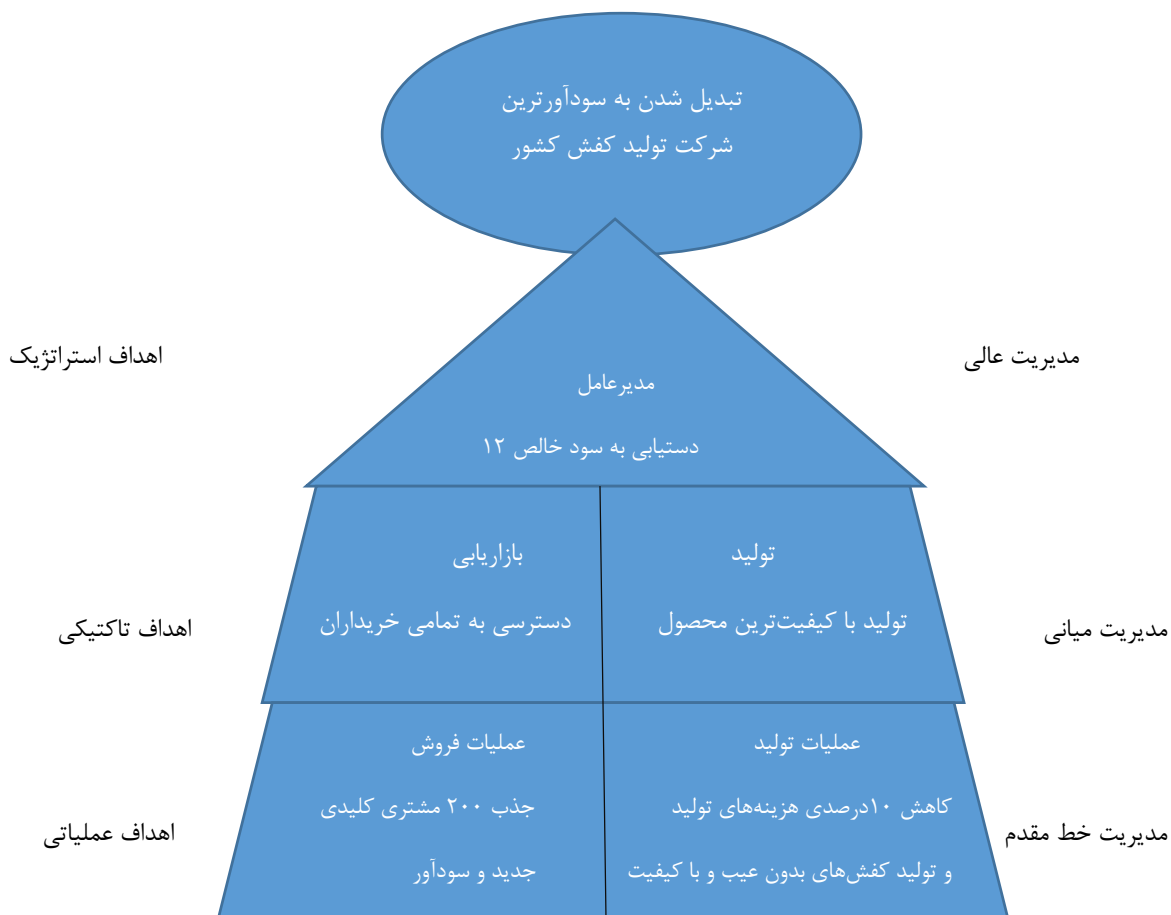 تبدیل شدن به سودآورترین
شرکت تولید کفش کشور
مدیریت عالی
اهداف استراتژیک
مدیرعامل
دستیابی به سود خالص ۱۲
تولید
بازاریابی
تولید با کیفیت‌ترین محصول
دسترسی به تمامی خریداران
مدیریت میانی
اهداف تاکتیکی
عملیات تولید
عملیات فروش
کاهش ۱۰درصدی هزینه‌های تولید
جذب ۲۰۰ مشتری کلیدی
مدیریت خط مقدم
اهداف عملیاتی
و تولید کفش‌های بدون عیب و با کیفیت
جدید و سودآور